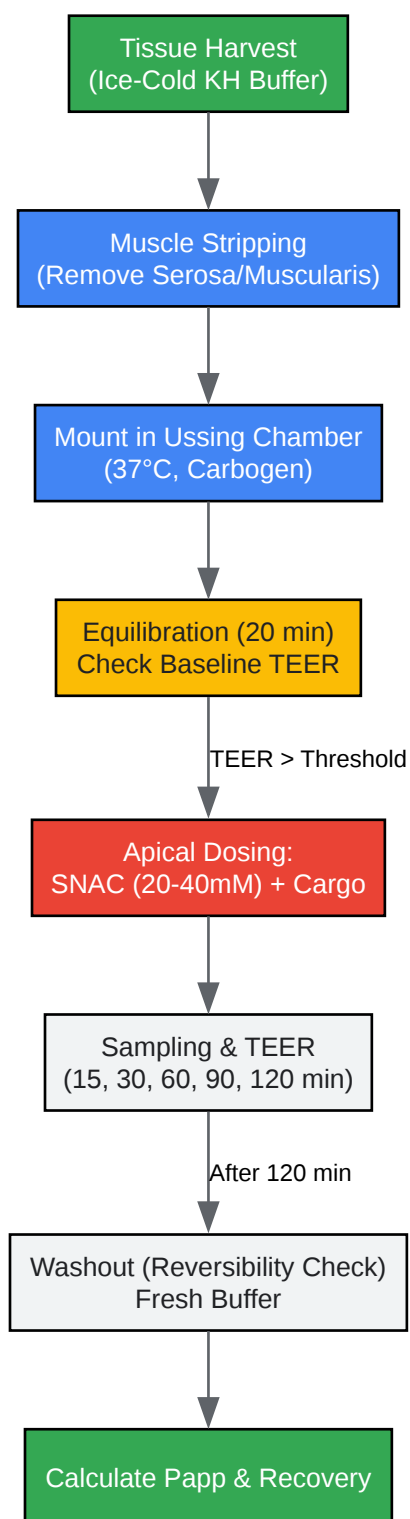 Tissue Harvest
(Ice-Cold KH Buffer)
Muscle Stripping
(Remove Serosa/Muscularis)
Mount in Ussing Chamber
(37°C, Carbogen)
Equilibration (20 min)
Check Baseline TEER
TEER > Threshold
Apical Dosing:
SNAC (20-40mM) + Cargo
Sampling & TEER
(15, 30, 60, 90, 120 min)
After 120 min
Washout (Reversibility Check)
Fresh Buffer
Calculate Papp & Recovery